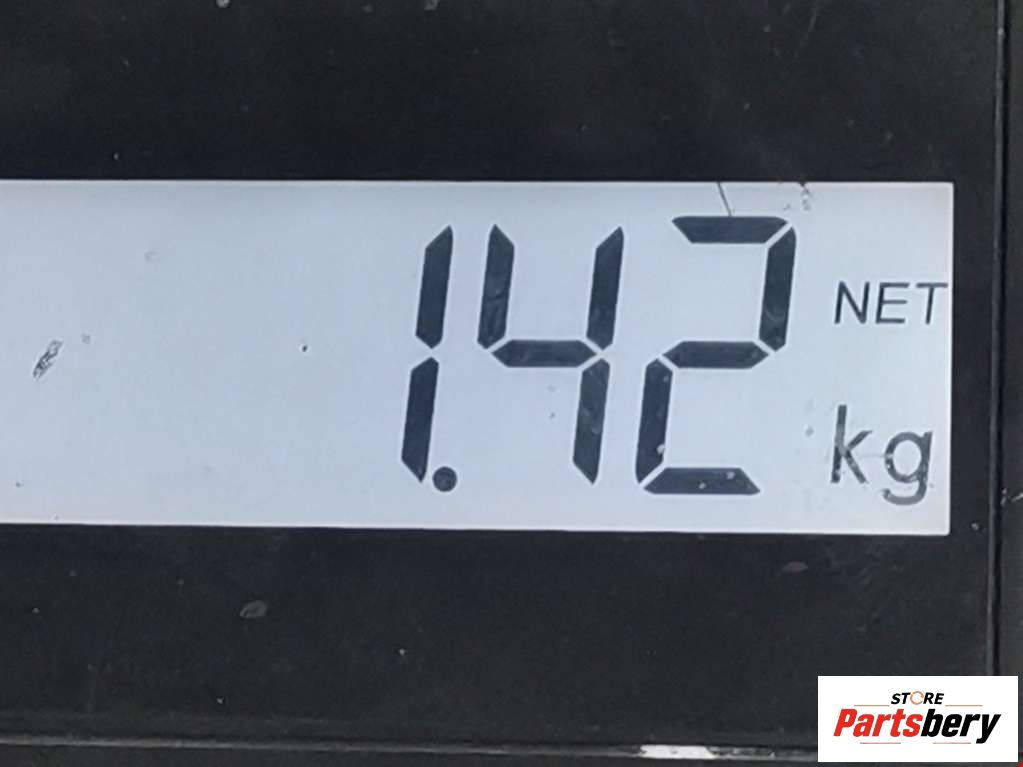 1.42 NET
kg
STORE
Partsbery